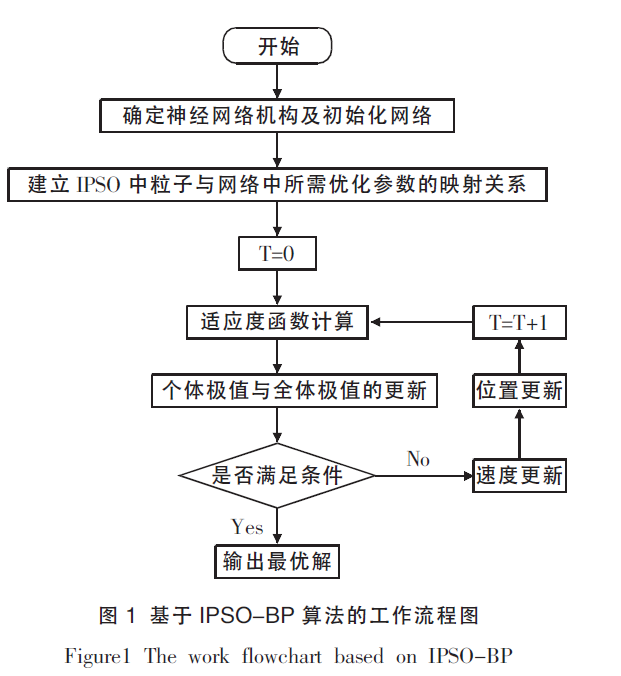 开始
确定神经网络机构及初始化网络
建立 IPSO 中粒子与网络中所需优化参数的映射关系
T=0
适应度函数计算
T=T+1
个体极值与全体极值的更新
位置更新
是否满足条件
No
速度更新
Yes
输出最优解
图 1 基于 IPSO-BP 算法的工作流程图
Figure1 The work flowchart based on IPSO-BP